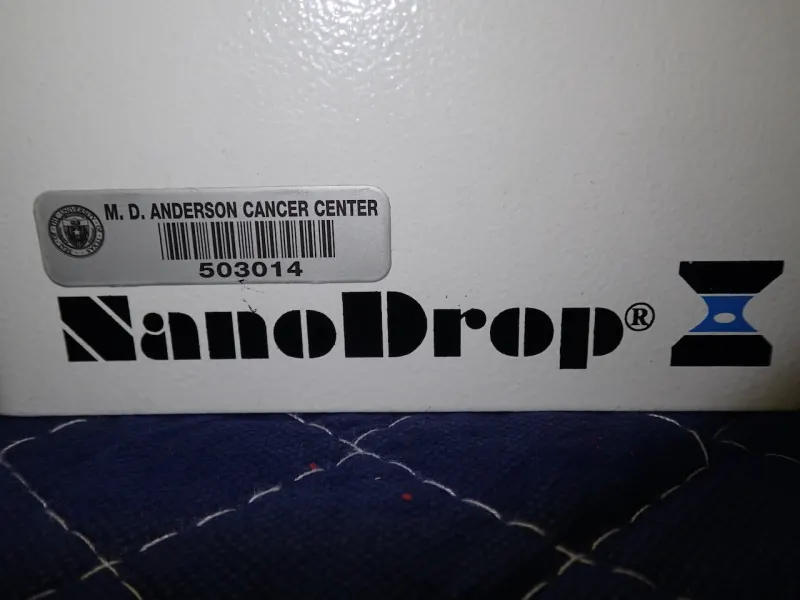 M. D. ANDERSON CANCER CENTER
503014
NanoDrop®